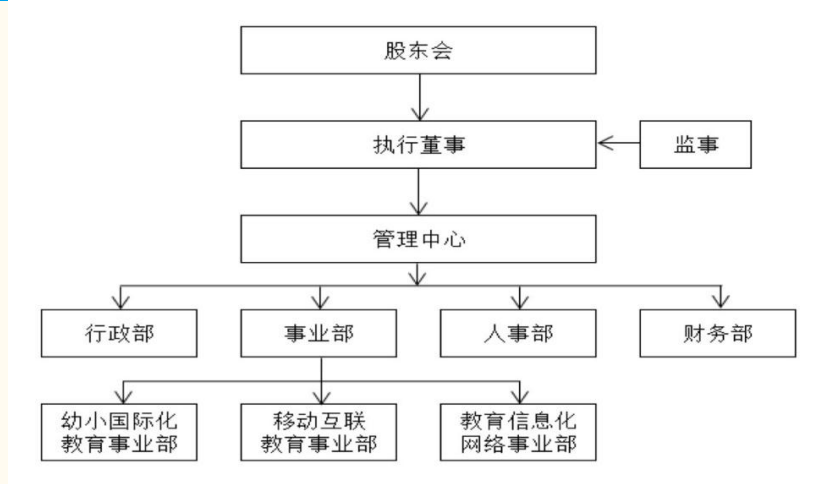 股东会
执行董事
监事
管理中心
行政部
事业部
人事部
财务部
幼小国际化
教育事业部
移动互联
教育事业部
教育信息化
网络事业部